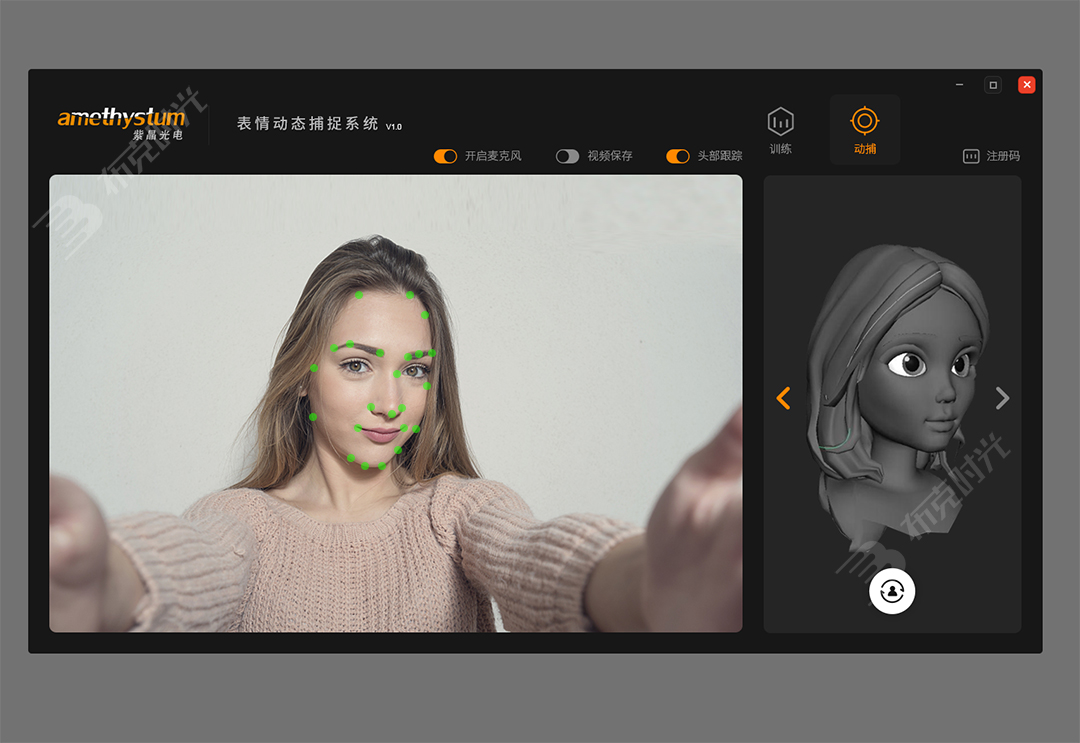 amethystum
紫晶光电
表情动态捕捉系统 V1.0
训练
动捕
开启麦克风
视频保存
头部跟踪
注册码
布克时光
布克时光